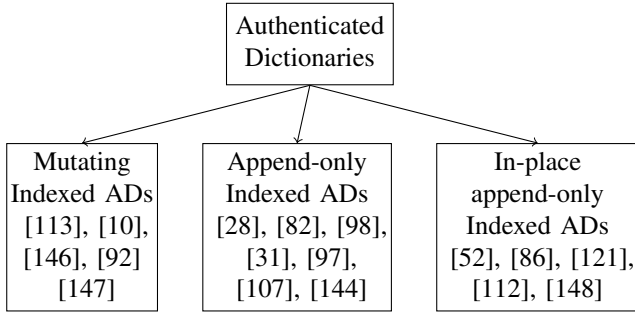 Authenticated
Dictionaries
Mutating
Indexed ADs
[113], [10],
[146], [92]
[147]
Append-only
Indexed ADs
[28], [82], [98],
[31], [97],
[107], [144]
In-place
append-only
Indexed ADs
[52], [86], [121],
[112], [148]